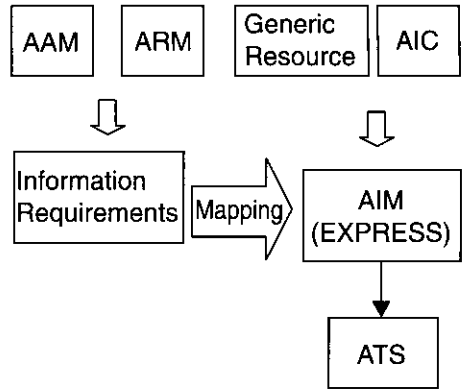 AAM
ARM
Generic
Resource
AIC
Information
Requirements
Mapping
AIM
(EXPRESS)
ATS